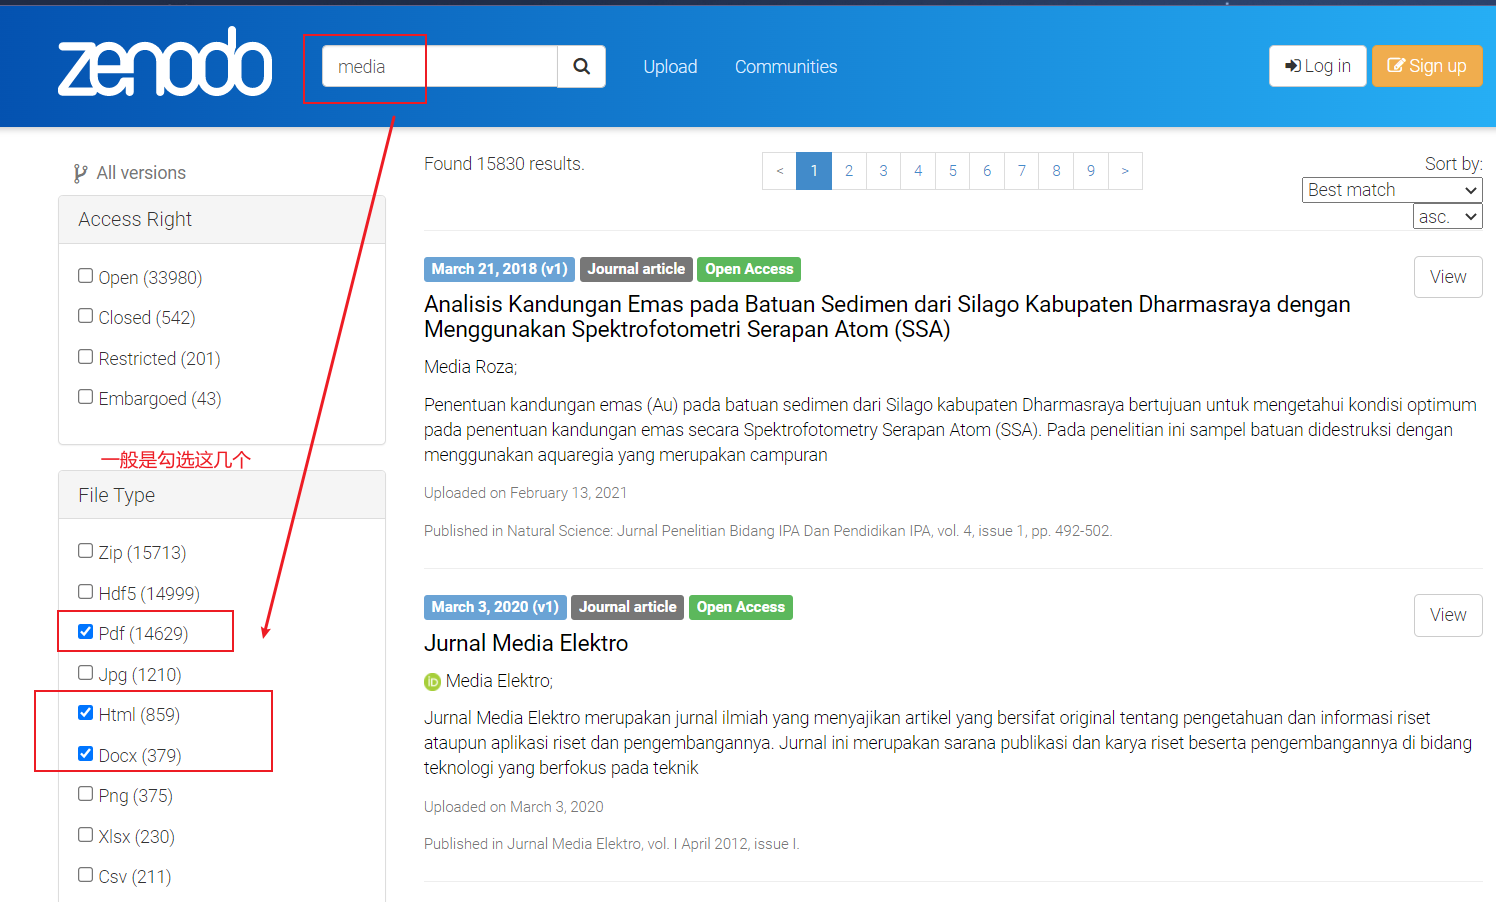 zenodo
media
Upload
Communities
Log in
Sign up
All versions
Access Right
Open (33980)
Closed (542)
Restricted (201)
Embargoed (43)
一般是勾选这几个
File Type
Zip (15713)
Hdf5 (14999)
Pdf (14629)
Jpg (1210)
Html (859)
Docx (379)
Png (375)
Xlsx (230)
Csv (211)
Found 15830 results.
< 1 2 3 4 5 6 7 8 9 >
Sort by:
Best match
asc.
March 21, 2018 (v1) Journal article Open Access
View
Analisis Kandungan Emas pada Batuan Sedimen dari Silago Kabupaten Dharmasraya dengan
Menggunakan Spektrofotometri Serapan Atom (SSA)
Media Roza;
Penentuan kandungan emas (Au) pada batuan sedimen dari Silago kabupaten Dharmasraya bertujuan untuk mengetahui kondisi optimum
pada penentuan kandungan emas secara Spektrofotometry Serapan Atom (SSA). Pada penelitian ini sampel batuan didestruksi dengan
menggunakan aquaregia yang merupakan campuran
Uploaded on February 13, 2021
Published in Natural Science: Jurnal Penelitian Bidang IPA Dan Pendidikan IPA, vol. 4, issue 1, pp. 492-502.
March 3, 2020 (v1) Journal article Open Access
View
Jurnal Media Elektro
iD Media Elektro;
Jurnal Media Elektro merupakan jurnal ilmiah yang menyajikan artikel yang bersifat original tentang pengetahuan dan informasi riset
ataupun aplikasi riset dan pengembangannya. Jurnal ini merupakan sarana publikasi dan karya riset beserta pengembangannya di bidang
teknologi yang berfokus pada teknik
Uploaded on March 3, 2020
Published in Jurnal Media Elektro, vol. I April 2012, issue I.